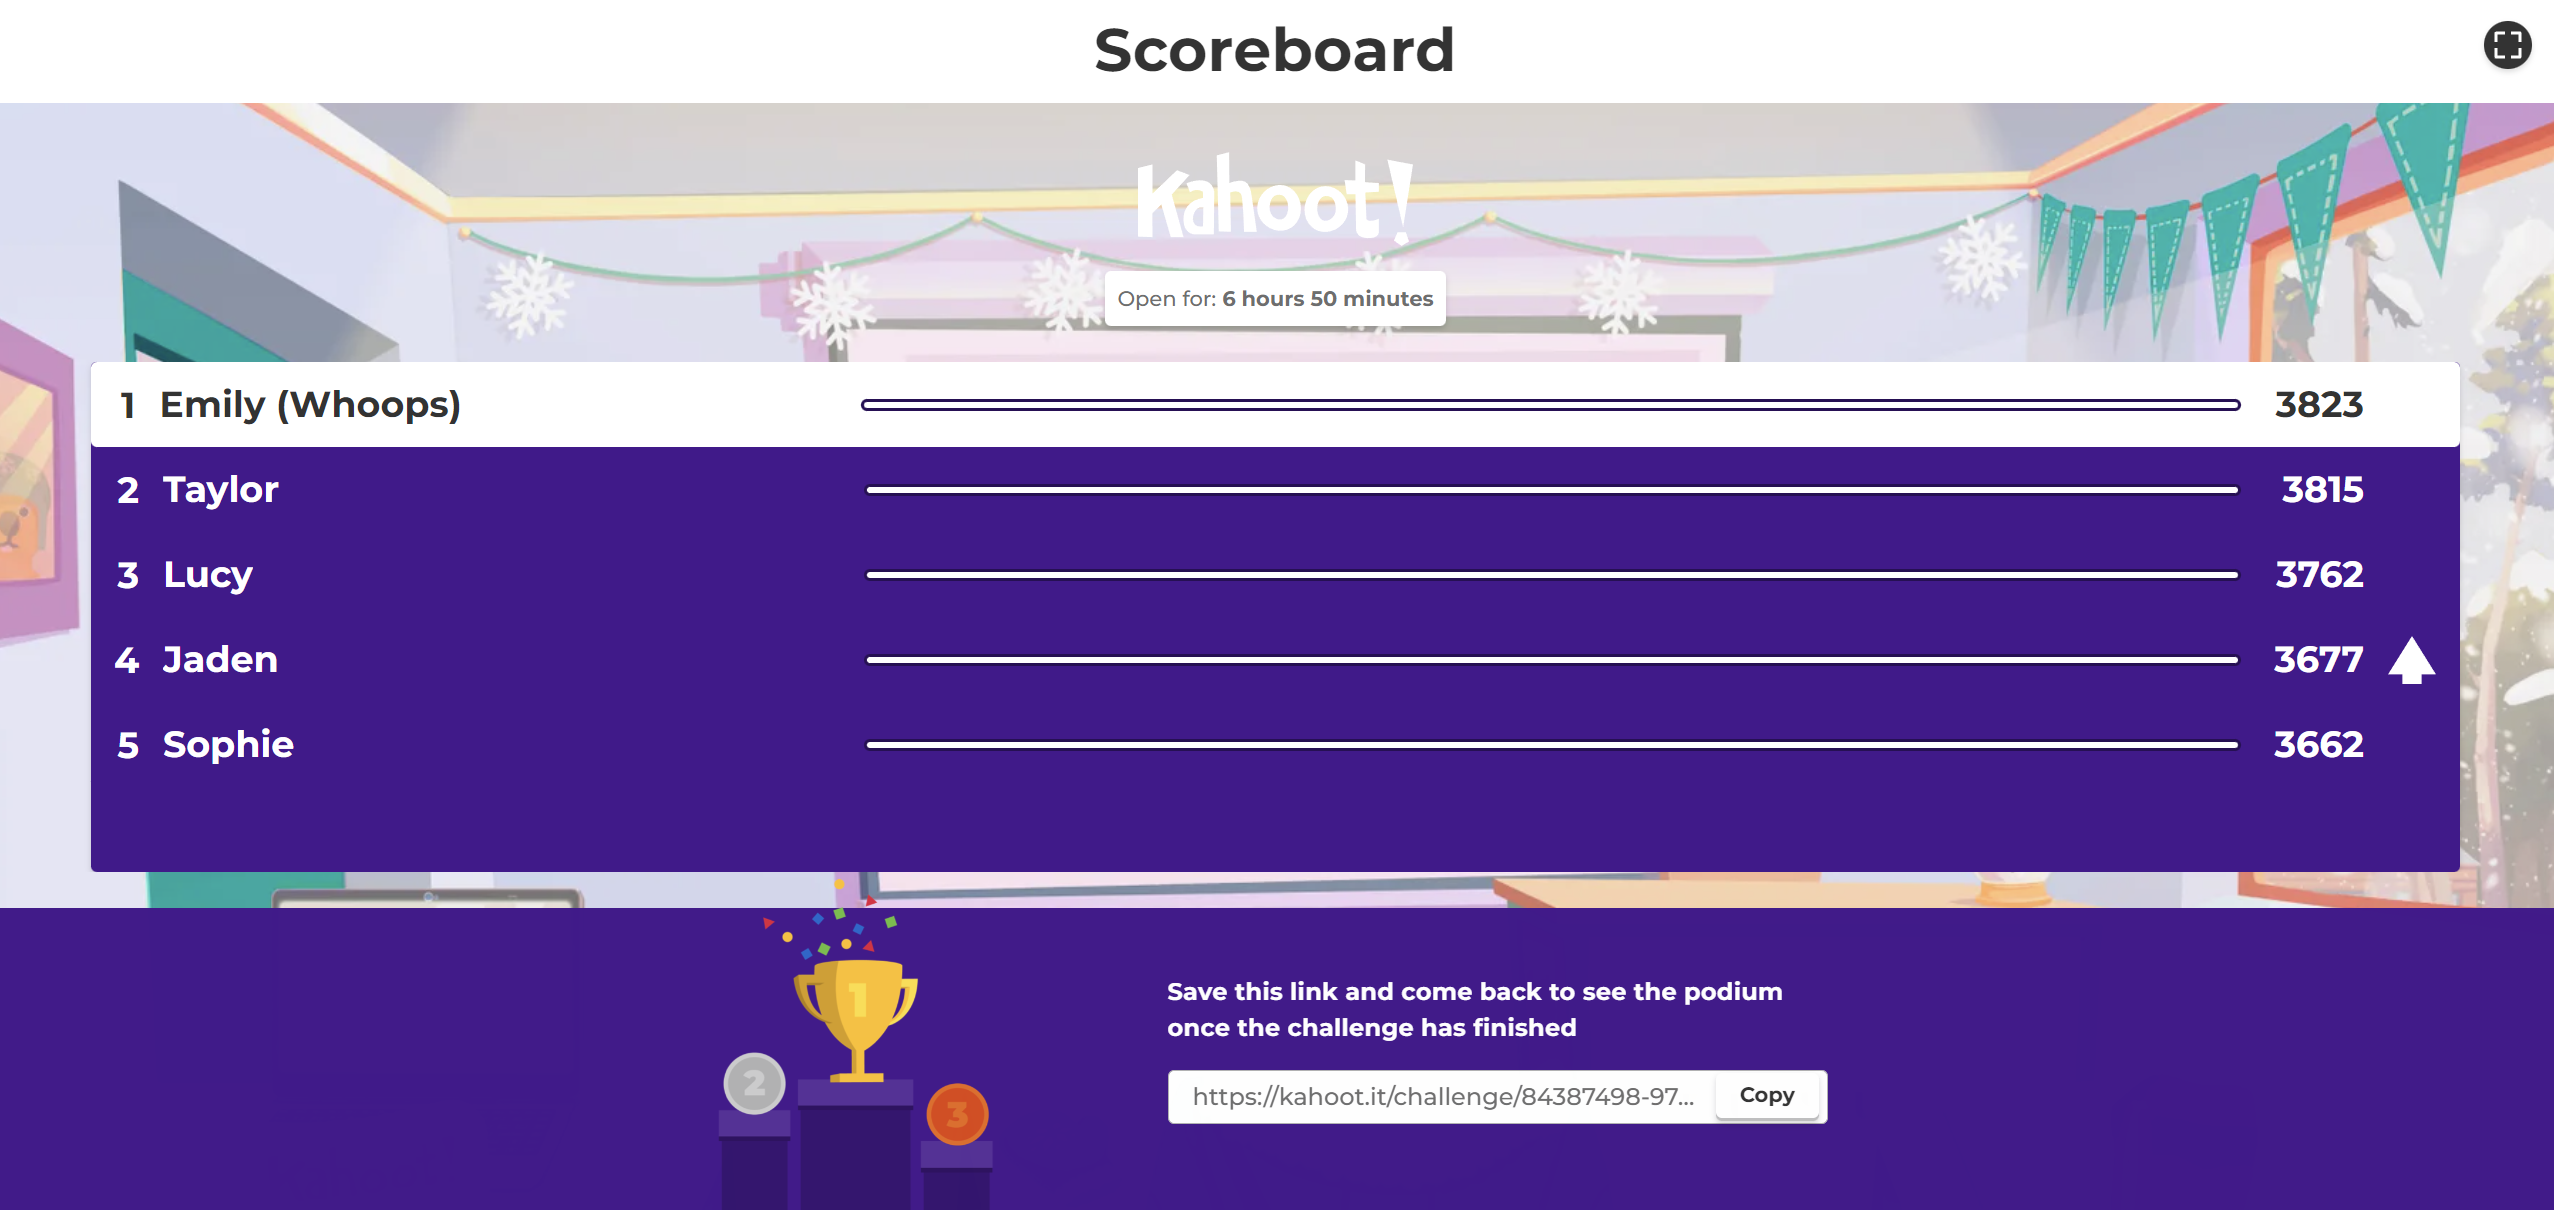 Scoreboard
Kahoot!
Open for: 6 hours 50 minutes
1 Emily (Whoops) 3823
2 Taylor 3815
3 Lucy 3762
4 Jaden 3677
5 Sophie 3662
1
2
3
Save this link and come back to see the podium
once the challenge has finished
https://kahoot.it/challenge/84387498-97... Copy